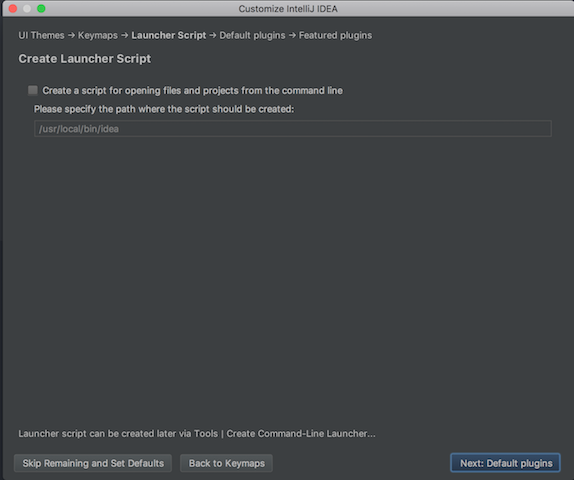 Customize IntelliJ IDEA
UI Themes → Keymaps → Launcher Script → Default plugins → Featured plugins
Create Launcher Script
Create a script for opening files and projects from the command line
Please specify the path where the script should be created:
/usr/local/bin/idea
Launcher script can be created later via Tools | Create Command-Line Launcher...
Skip Remaining and Set Defaults
Back to Keymaps
Next: Default plugins